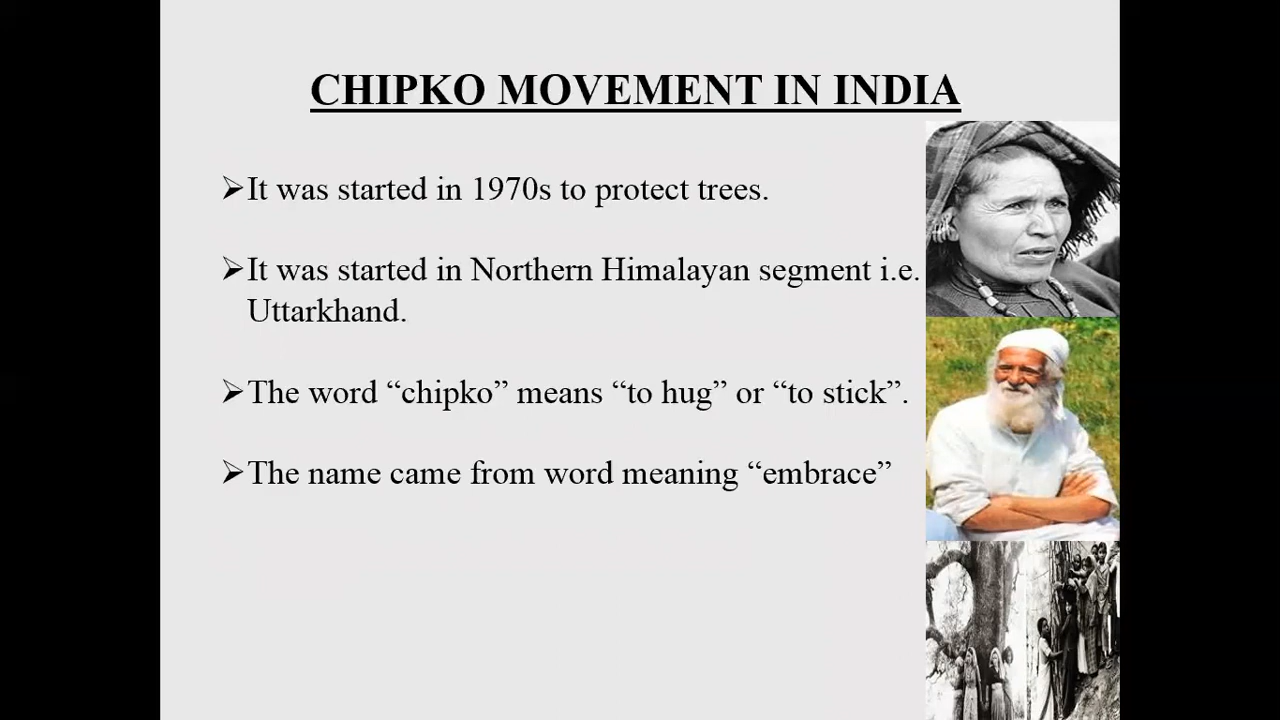 CHIPKO MOVEMENT IN INDIA
➢It was started in 1970s to protect trees.
➢It was started in Northern Himalayan segment i.e.
Uttarkhand.
➢The word “chipko” means “to hug” or “to stick”.
➢The name came from word meaning “embrace”